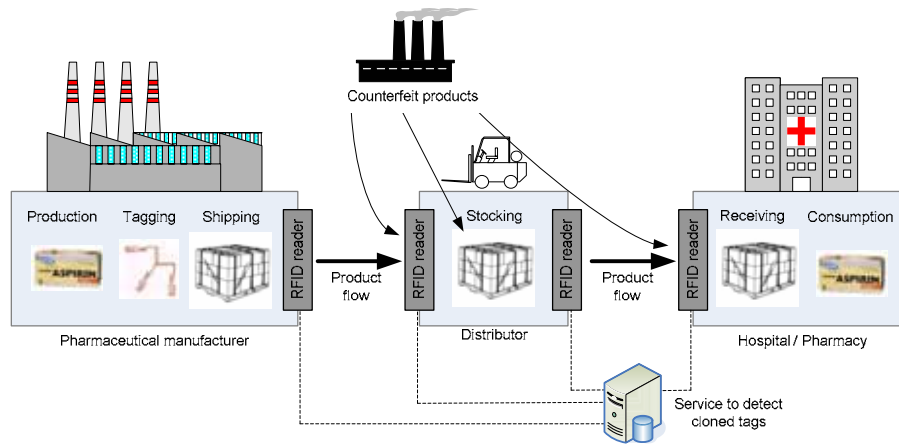 Counterfeit products
Production
Tagging
Shipping
ASPIRIN
RFID reader
Pharmaceutical manufacturer
Product
flow
RFID reader
Stocking
RFID reader
Distributor
Product
flow
RFID reader
Receiving
Consumption
ASPIRIN
Hospital / Pharmacy
Service to detect
cloned tags